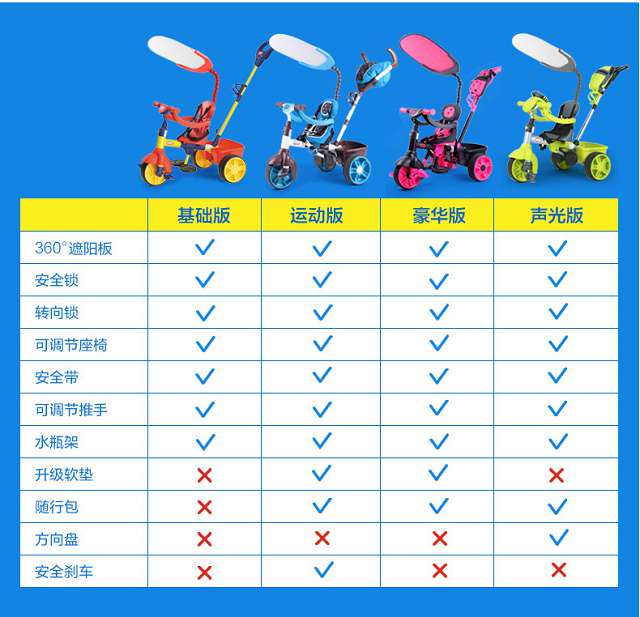 基础版 运动版 豪华版 声光版
360°遮阳板
安全锁
转向锁
可调节座椅
安全带
可调节推手
水瓶架
升级软垫
随行包
方向盘
安全刹车